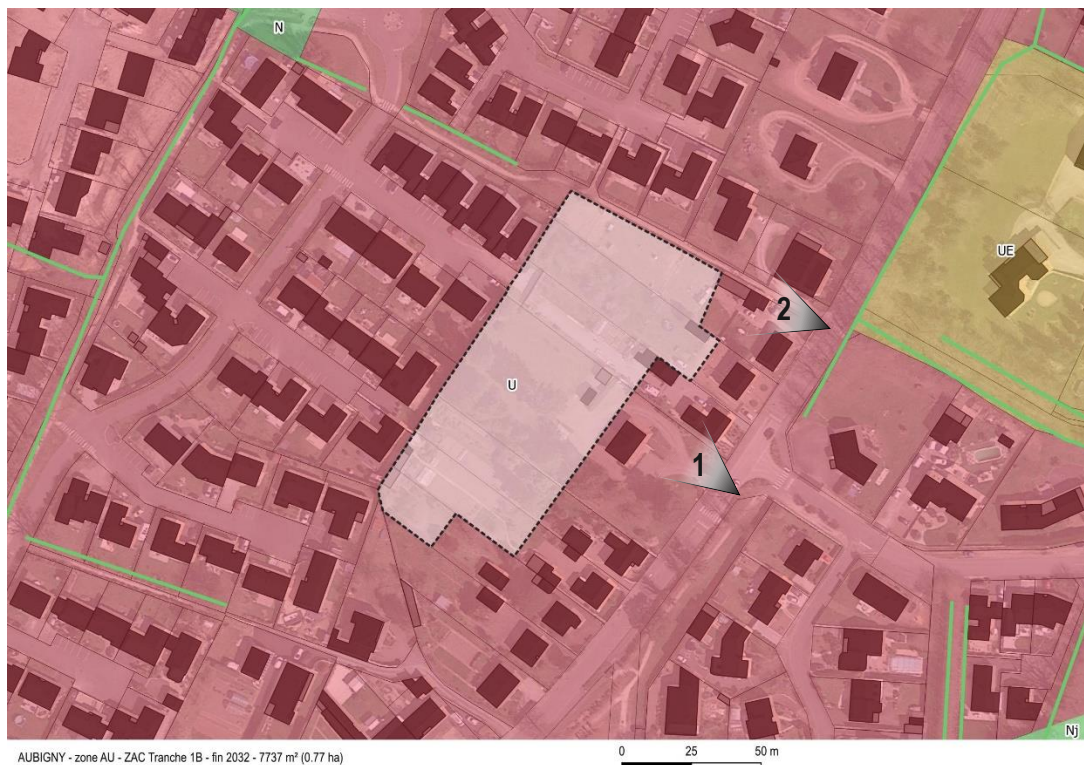 N
UE
2
U
1
Nj
0 25 50 m
AUBIGNY - zone AU - ZAC Tranche 1B - fin 2032 - 7737 m² (0.77 ha)